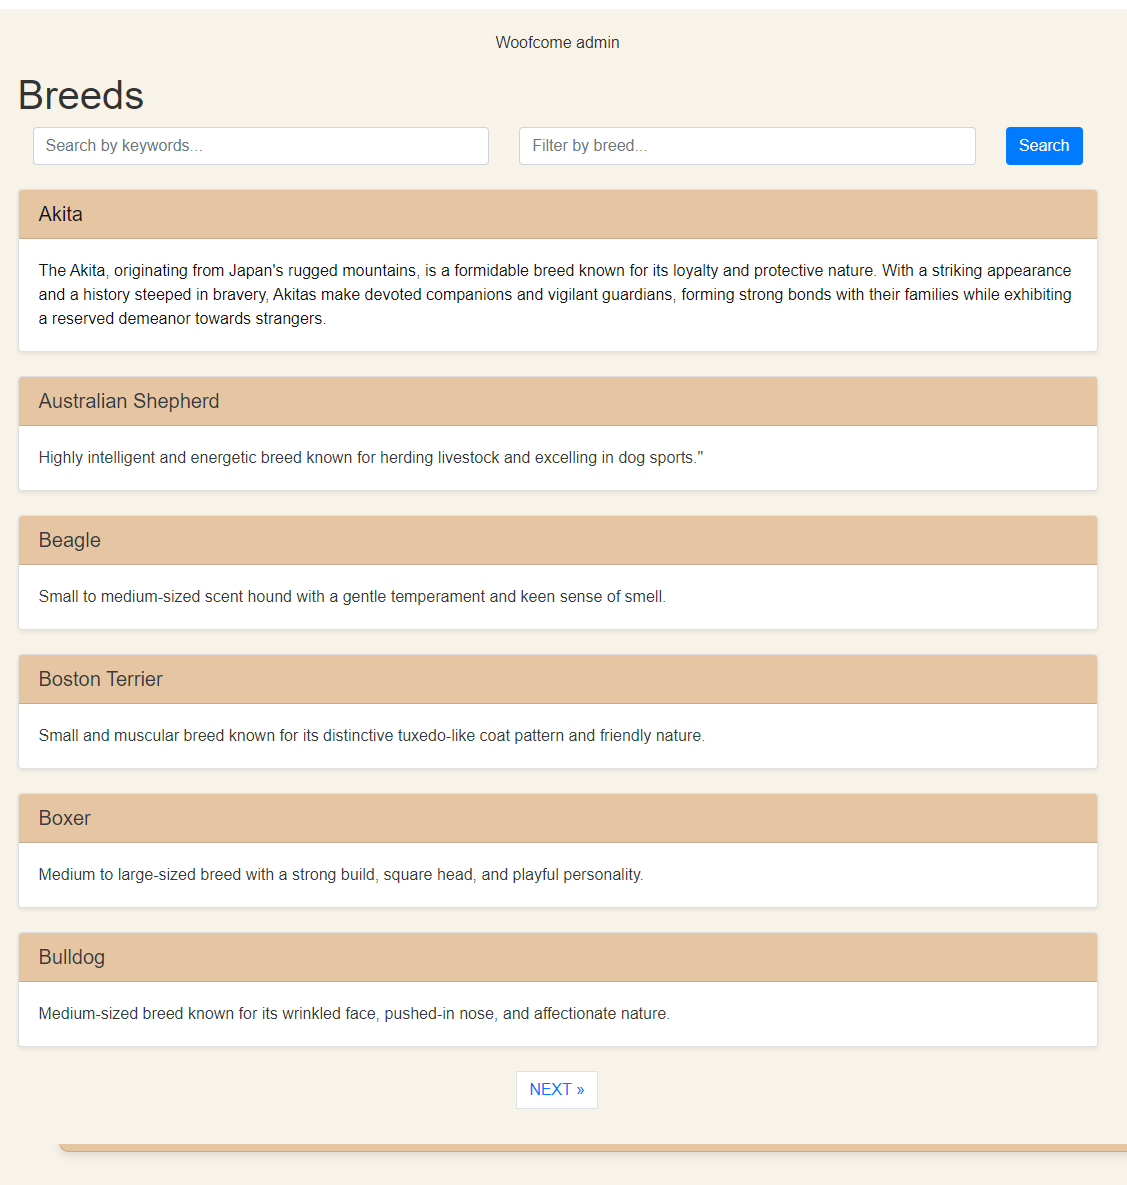 Woofcome admin
Breeds
Search by keywords...
Filter by breed...
Search
Akita
The Akita, originating from Japan's rugged mountains, is a formidable breed known for its loyalty and protective nature. With a striking appearance
and a history steeped in bravery, Akitas make devoted companions and vigilant guardians, forming strong bonds with their families while exhibiting
a reserved demeanor towards strangers.
Australian Shepherd
Highly intelligent and energetic breed known for herding livestock and excelling in dog sports."
Beagle
Small to medium-sized scent hound with a gentle temperament and keen sense of smell.
Boston Terrier
Small and muscular breed known for its distinctive tuxedo-like coat pattern and friendly nature.
Boxer
Medium to large-sized breed with a strong build, square head, and playful personality.
Bulldog
Medium-sized breed known for its wrinkled face, pushed-in nose, and affectionate nature.
NEXT »